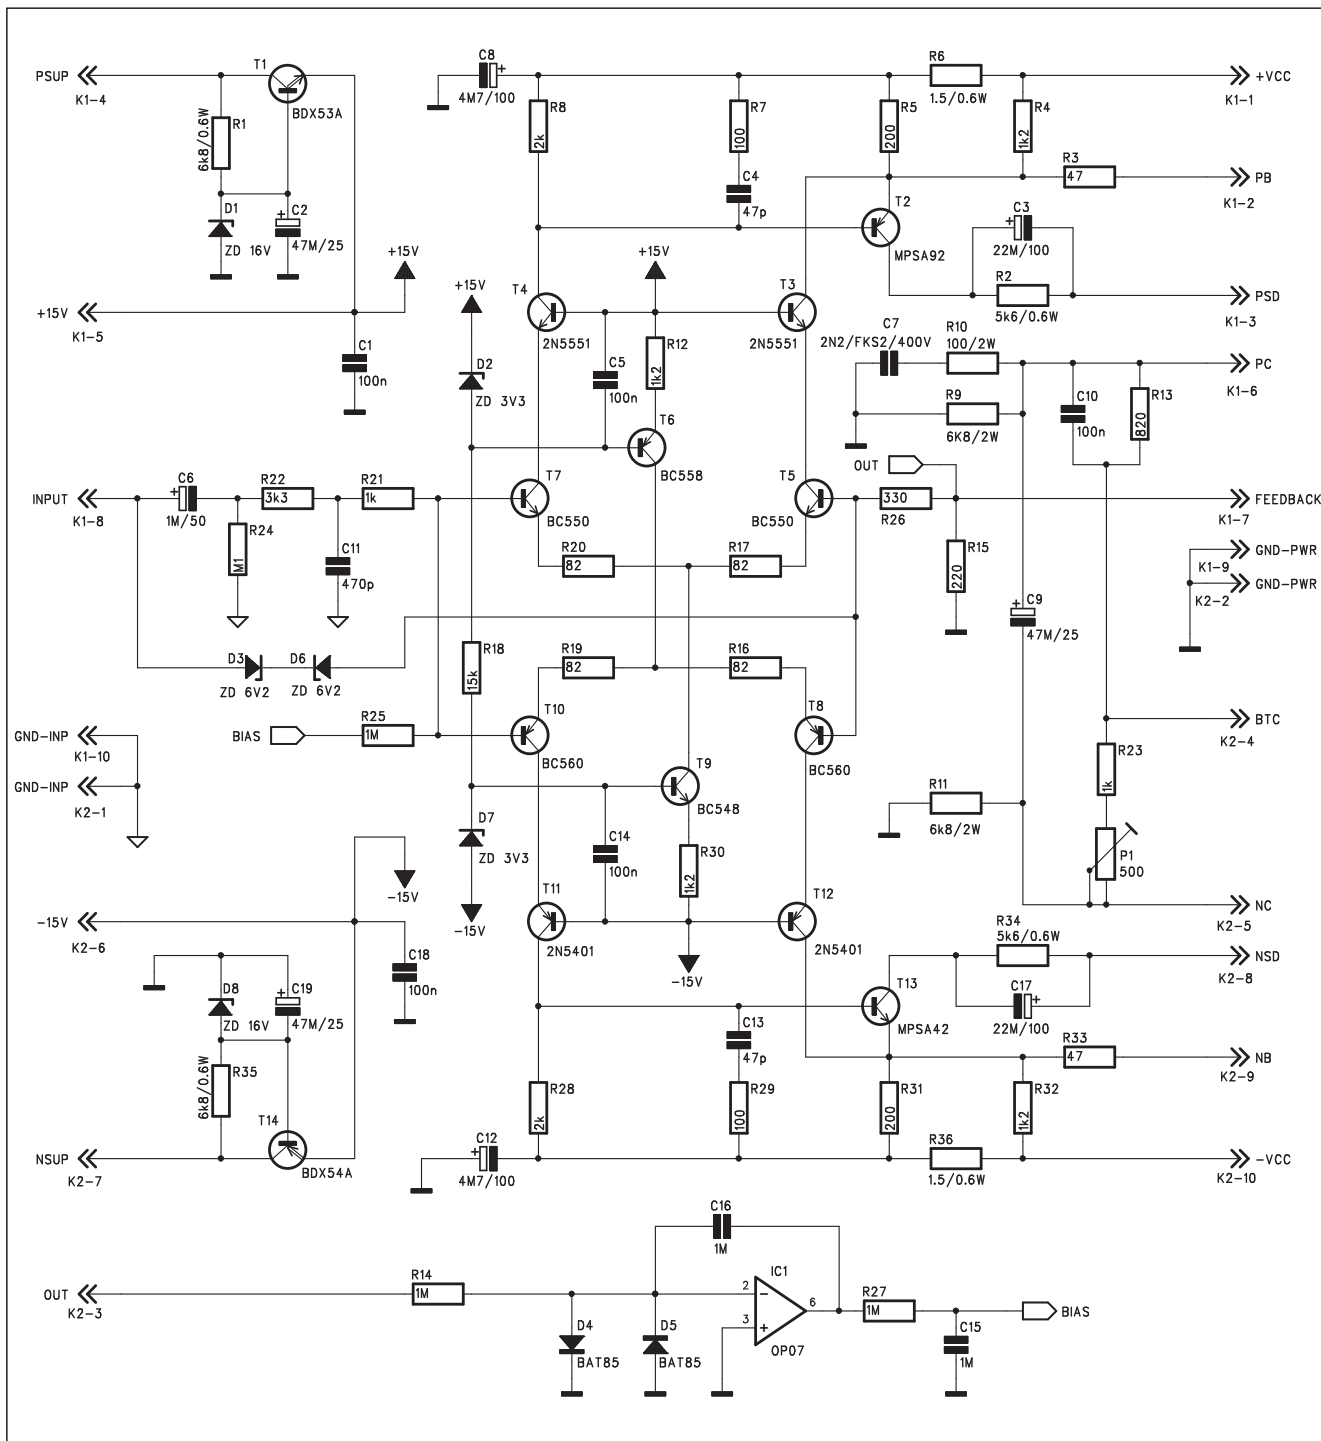 PSUP
K1-4
T1
BDX53A
R1
6k8/0.6W
D1
ZD 16V
C2
+
47M/25
C8
+
4M7/100
R8
2k
R7
100
C4
47p
R5
200
R6
1.5/0.6W
R4
1k2
+VCC
K1-1
R3
47
PB
K1-2
T2
MPSA92
C3
+
22M/100
R2
5k6/0.6W
PSD
K1-3
+15V
K1-5
+15V
C1
100n
+15V
D2
ZD 3V3
T4
2N5551
+15V
C5
100n
R12
1k2
T3
2N5551
T6
BC558
C7
2N2/FKS2/400V
R10
100/2W
R9
6K8/2W
PC
K1-6
C10
100n
R13
820
INPUT
K1-8
C6
+
1M/50
R24
M1
R22
3k3
R21
1k
C11
470p
T7
BC550
T5
BC550
OUT
330
R26
FEEDBACK
K1-7
R15
220
GND-PWR
K1-9
GND-PWR
K2-2
R20
82
R17
82
C9
+
47M/25
D3
ZD 6V2
D6
ZD 6V2
R18
15k
R19
82
R16
82
BIAS
R25
1M
T10
BC560
T8
BC560
GND-INP
K1-10
GND-INP
K2-1
T9
BC548
BTC
K2-4
R23
1k
R11
6k8/2W
P1
500
D7
ZD 3V3
C14
100n
R30
1k2
-15V
-15V
-15V
K2-6
T11
2N5401
T12
2N5401
-15V
NC
K2-5
R34
5k6/0.6W
NSD
K2-8
C17
+
22M/100
C18
100n
D8
ZD 16V
C19
+
47M/25
T13
MPSA42
C13
47p
R33
47
NB
K2-9
R35
6k8/0.6W
T14
BDX54A
R28
2k
R29
100
R31
200
R32
1k2
NSUP
K2-7
C12
+
4M7/100
R36
1.5/0.6W
-VCC
K2-10
C16
1M
OUT
K2-3
R14
1M
IC1
2
-
3
+
6
OP07
R27
1M
BIAS
D4
BAT85
D5
BAT85
C15
1M